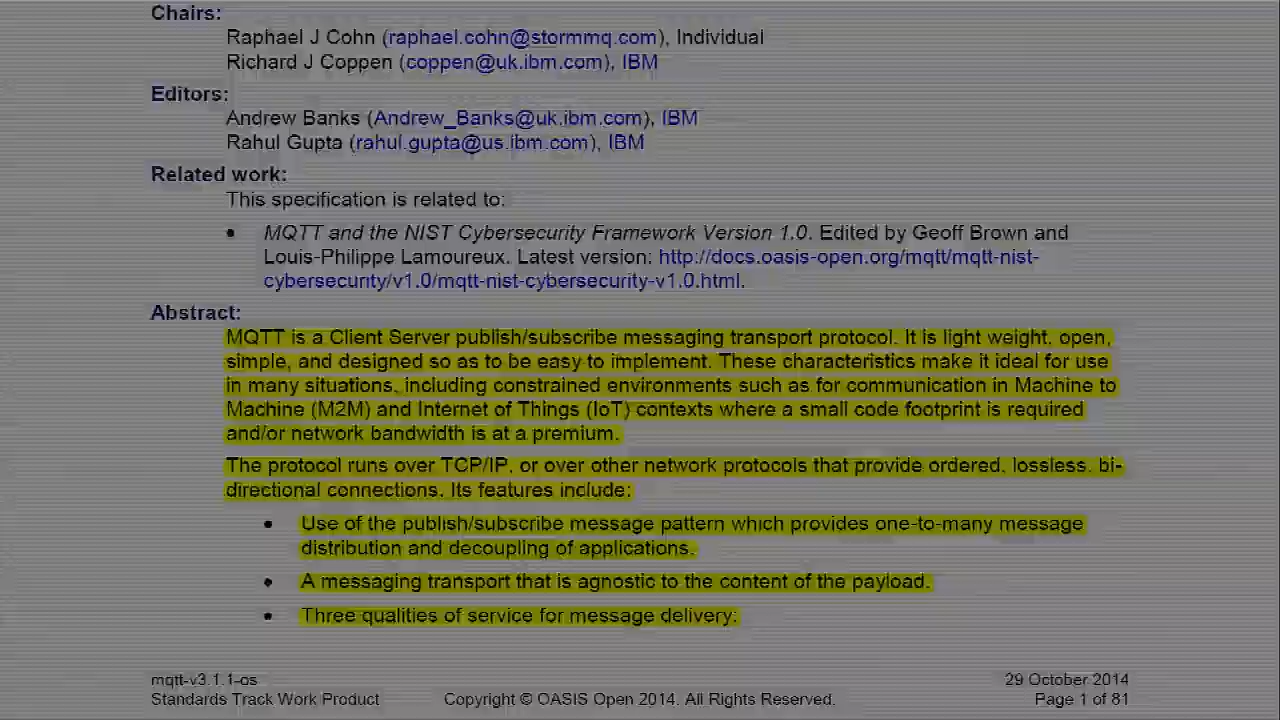 Chairs:
Raphael J Cohn (raphael.cohn@stormmq.com), Individual
Richard J Coppen (coppen@uk.ibm.com), IBM
Editors:
Andrew Banks (Andrew_Banks@uk.ibm.com), IBM
Rahul Gupta (rahul.gupta@us.ibm.com), IBM
Related work:
This specification is related to:
• MQTT and the NIST Cybersecurity Framework Version 1.0. Edited by Geoff Brown and
Louis-Philippe Lamoureux. Latest version: http://docs.oasis-open.org/mqtt/mqtt-nist-
cybersecurity/v1.0/mqtt-nist-cybersecurity-v1.0.html.
Abstract:
MQTT is a Client Server publish/subscribe messaging transport protocol. It is light weight, open,
simple, and designed so as to be easy to implement. These characteristics make it ideal for use
in many situations, including constrained environments such as for communication in Machine to
Machine (M2M) and Internet of Things (IoT) contexts where a small code footprint is required
and/or network bandwidth is at a premium.
The protocol runs over TCP/IP, or over other network protocols that provide ordered, lossless, bi-
directional connections. Its features include:
• Use of the publish/subscribe message pattern which provides one-to-many message
distribution and decoupling of applications.
• A messaging transport that is agnostic to the content of the payload.
• Three qualities of service for message delivery:
mqtt-v3.1.1-os 29 October 2014
Standards Track Work Product Copyright © OASIS Open 2014. All Rights Reserved. Page 1 of 81